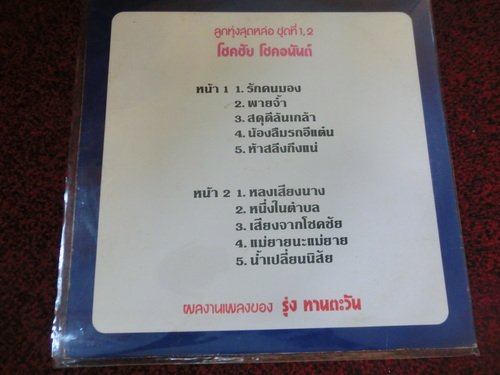 ลูกทุ่งสุดหล่อ ชุดที่ 1, 2
โชคชัย โชคอนันต์
หน้า 1 1. รักคนมอง
2. พายจ๋า
3. สดุดีลันเกล้า
4. น้องลืมรถอีแต๋น
5. ห้าสลึงถึงแน่
หน้า 2 1. หลงเสียงนาง
2. หนึ่งในตำบล
3. เสียงจากโชคชัย
4. แม่ยายนะแม่ยาย
5. น้ำเปลี่ยนนิสัย
ผลงานเพลงของ รุ่ง ทานตะวัน